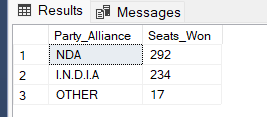 Results Messages
Party_Alliance Seats_Won
1 NDA 292
2 I.N.D.I.A 234
3 OTHER 17